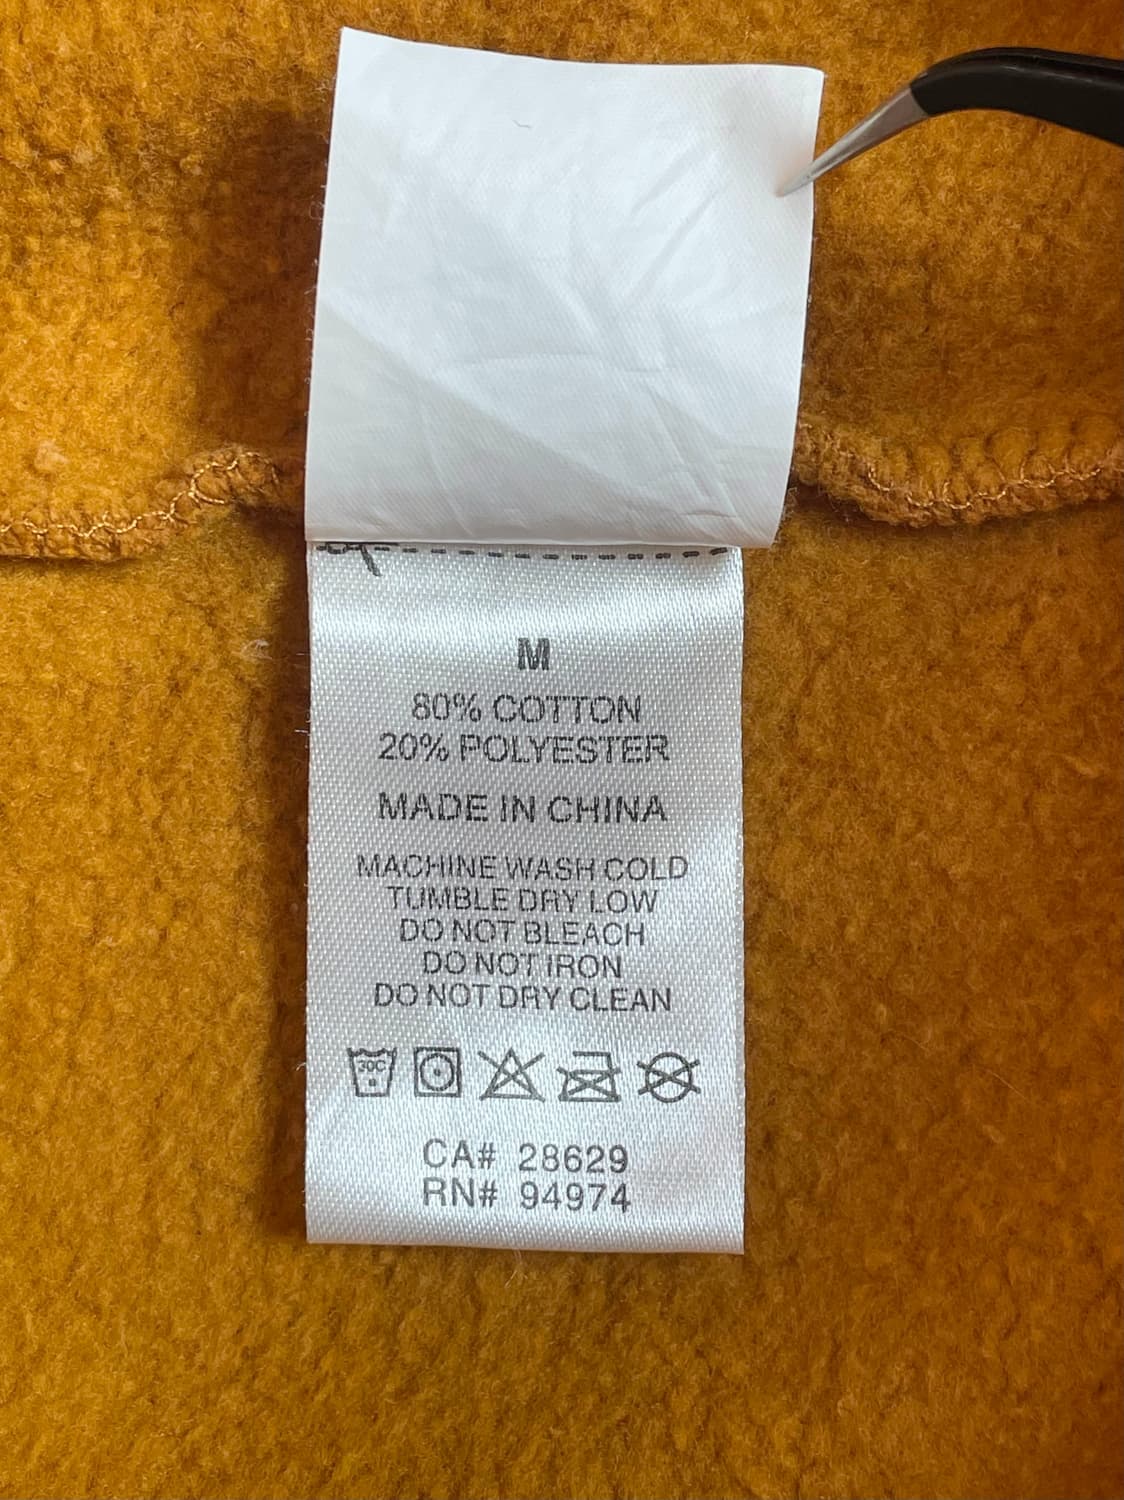 M
80% COTTON
20% POLYESTER
MADE IN CHINA
MACHINE WASH COLD
TUMBLE DRY LOW
DO NOT BLEACH
DO NOT IRON
DO NOT DRY CLEAN
30C
CA# 28629
RN# 94974